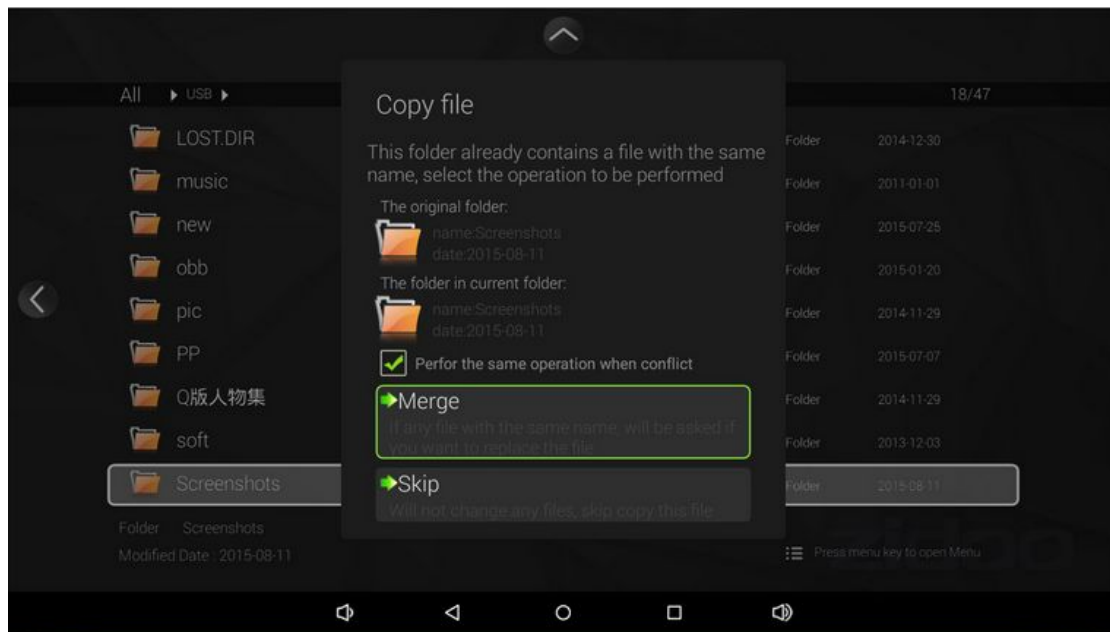 All ▶ USB ▶ 18/47
LOST.DIR Folder 2014-12-30
music Folder 2011-01-01
new Folder 2015-07-25
obb Folder 2015-01-20
pic Folder 2014-11-29
PP Folder 2015-07-07
Q版人物集 Folder 2014-11-29
soft Folder 2013-12-03
Screenshots Folder 2015-08-11
Folder Screenshots
Modified Date : 2015-08-11
Press menu key to open Menu
zidoo
Copy file
This folder already contains a file with the same
name, select the operation to be performed
The original folder:
name:Screenshots
date:2015-08-11
The folder in current folder:
name:Screenshots
date:2015-08-11
Perfor the same operation when conflict
Merge
If any file with the same name, will be asked if
you want to replace the file
Skip
Will not change any files, skip copy this file